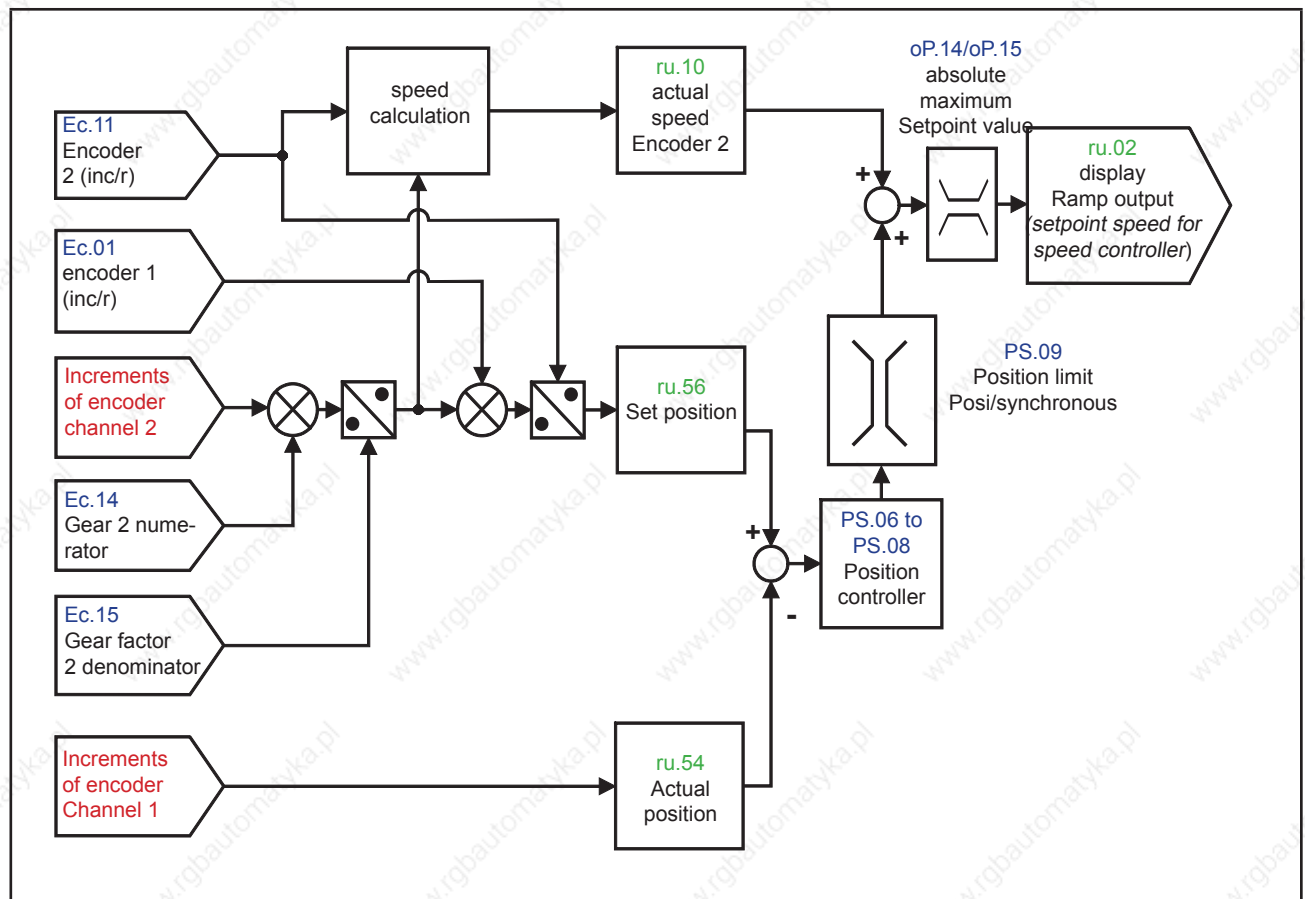 Ec.11
Encoder
2 (inc/r)
speed
calculation
ru.10
actual
speed
Encoder 2
oP.14/oP.15
absolute
maximum
Setpoint value
ru.02
display
Ramp output
(setpoint speed for
speed controller)
+
+
Ec.01
encoder 1
(inc/r)
Increments
of encoder
channel 2
ru.56
Set position
PS.09
Position limit
Posi/synchronous
Ec.14
Gear 2 nume-
rator
+
-
PS.06 to
PS.08
Position
controller
Ec.15
Gear factor
2 denominator
Increments
of encoder
Channel 1
ru.54
Actual
position
www.rgbautomatyka.pl